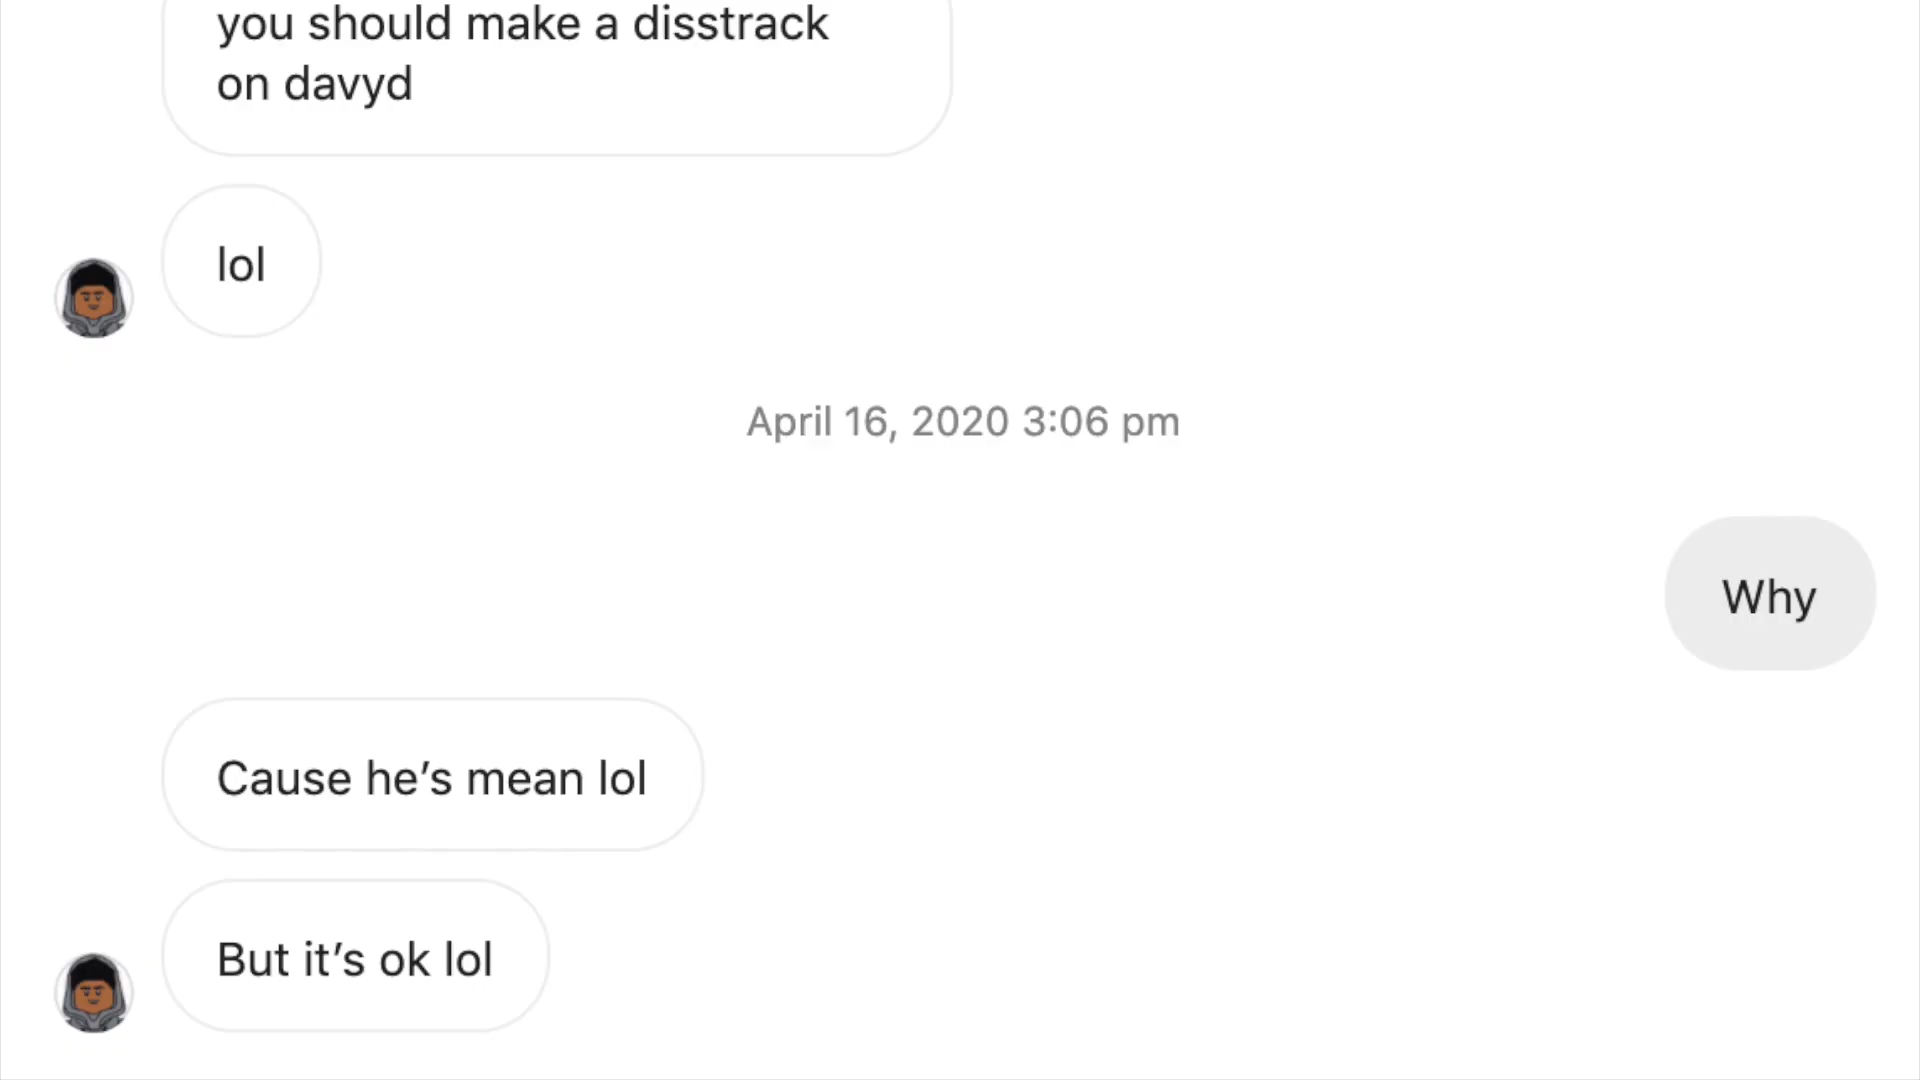 you should make a disstrack
on davyd
lol
April 16, 2020 3:06 pm
Why
Cause he’s mean lol
But it’s ok lol